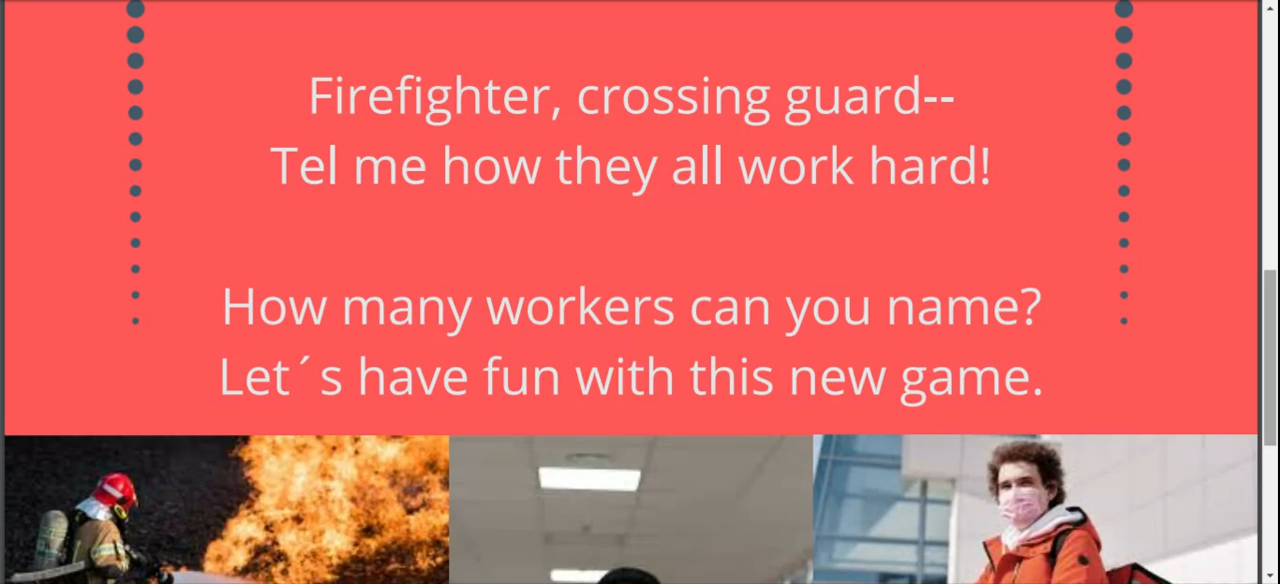 Firefighter, crossing guard--
Tel me how they all work hard!
How many workers can you name?
Let´s have fun with this new game.